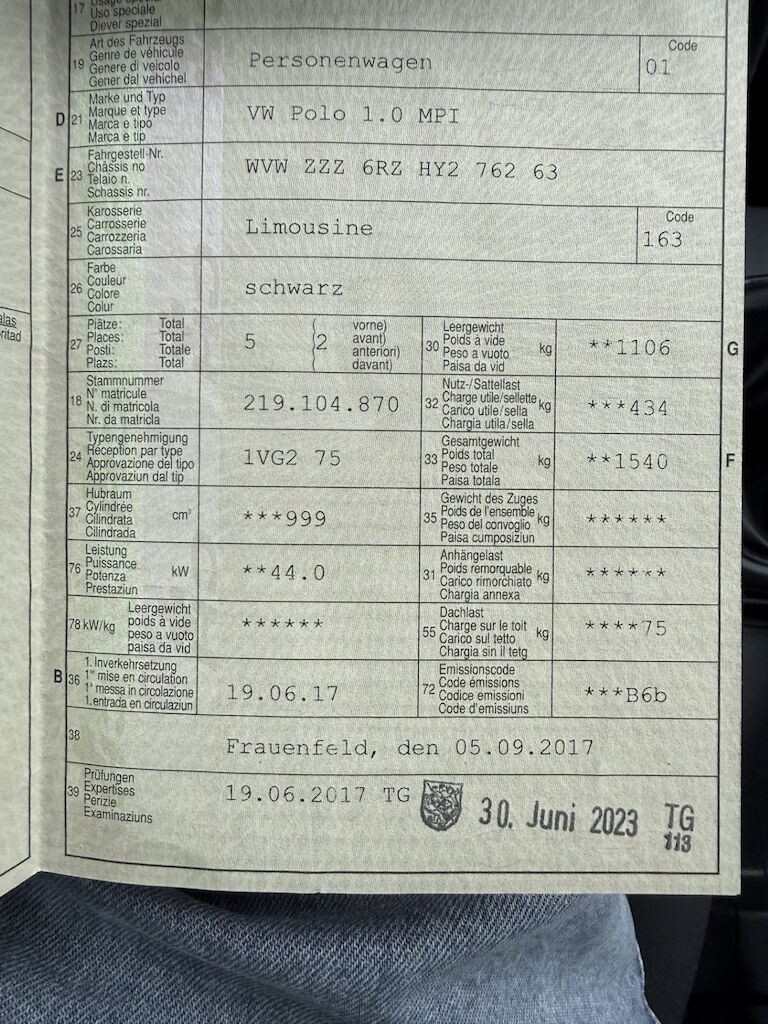 17
Uso speciale
Diever spezial
19
Art des Fahrzeugs
Genre de véhicule
Genere di veicolo
Gener dal vehichel
Personenwagen
Code
01
D
21
Marke und Typ
Marque et type
Marca e tipo
Marca e tip
VW Polo 1.0 MPI
E
23
Fahrgestell-Nr.
Châssis no
Telaio n.
Schassis nr.
WVW ZZZ 6RZ HY2 762 63
25
Karosserie
Carrosserie
Carrozzeria
Carossaria
Limousine
Code
163
26
Farbe
Couleur
Colore
Colur
schwarz
27
Plätze: Total
Places: Total
Posti: Totale
Plazs: Total
5
(2
vorne)
avant)
anteriori)
davant)
30
Leergewicht
Poids à vide
Peso a vuoto
Paisa da vid
kg
**1106
G
18
Stammnummer
N° matricule
N. di matricola
Nr. da matricla
219.104.870
32
Nutz-/Sattellast
Charge utile/sellette
Carico utile/sella
Chargia utila/sella
kg
***434
24
Typengenehmigung
Réception par type
Approvazione del tipo
Approvaziun dal tip
1VG2 75
33
Gesamtgewicht
Poids total
Peso totale
Paisa totala
kg
**1540
F
37
Hubraum
Cylindrée
Cilindrata
Cilindrada
cm³
***999
35
Gewicht des Zuges
Poids de l'ensemble
Peso del convoglio
Paisa cumposiziun
kg
******
76
Leistung
Puissance
Potenza
Prestaziun
kW
**44.0
31
Anhängelast
Poids remorquable
Carico rimorchiato
Chargia annexa
kg
******
78 kW/kg
Leergewicht
poids à vide
peso a vuoto
paisa da vid
******
55
Dachlast
Charge sur le toit
Carico sul tetto
Chargia sin il tetg
kg
****75
B
36
1. Inverkehrsetzung
1re mise en circulation
1a messa in circolazione
1. entrada en circulaziun
19.06.17
72
Emissionscode
Code émissions
Codice emissioni
Code d'emissiuns
***B6b
38
Frauenfeld, den 05.09.2017
39
Prüfungen
Expertises
Perizie
Examinaziuns
19.06.2017 TG
30. Juni 2023
TG
113